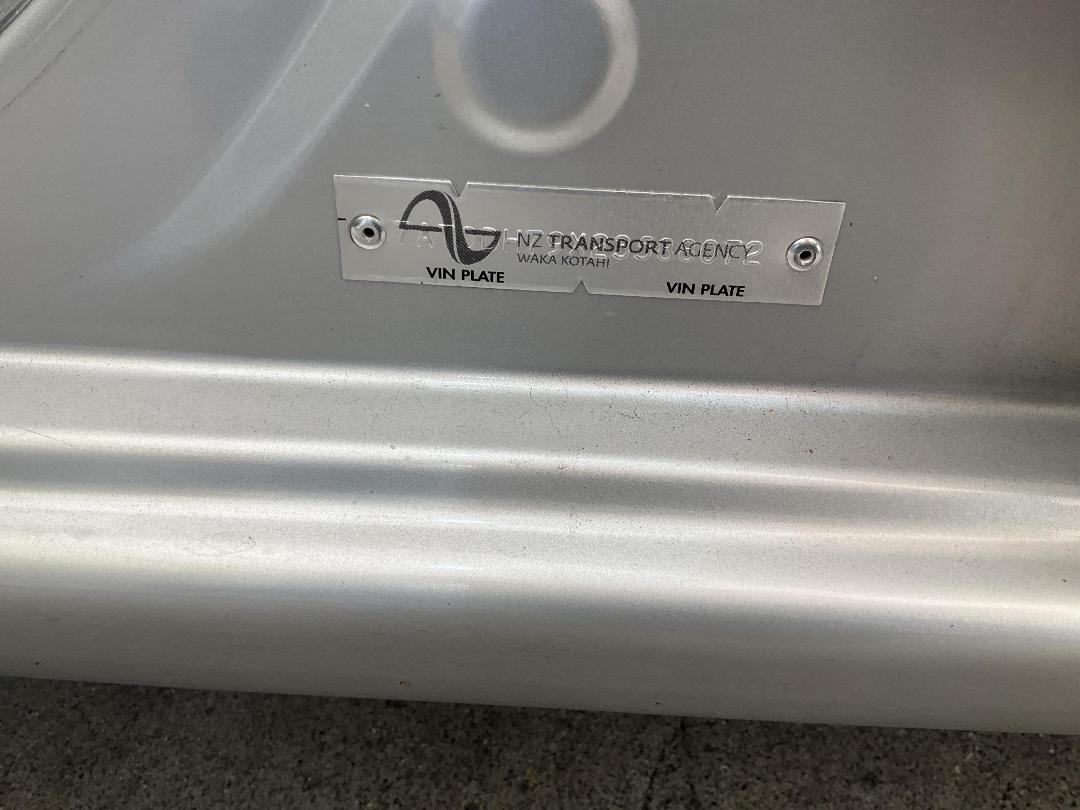 NZ TRANSPORT AGENCY
WAKA KOTAHI
VIN PLATE
VIN PLATE